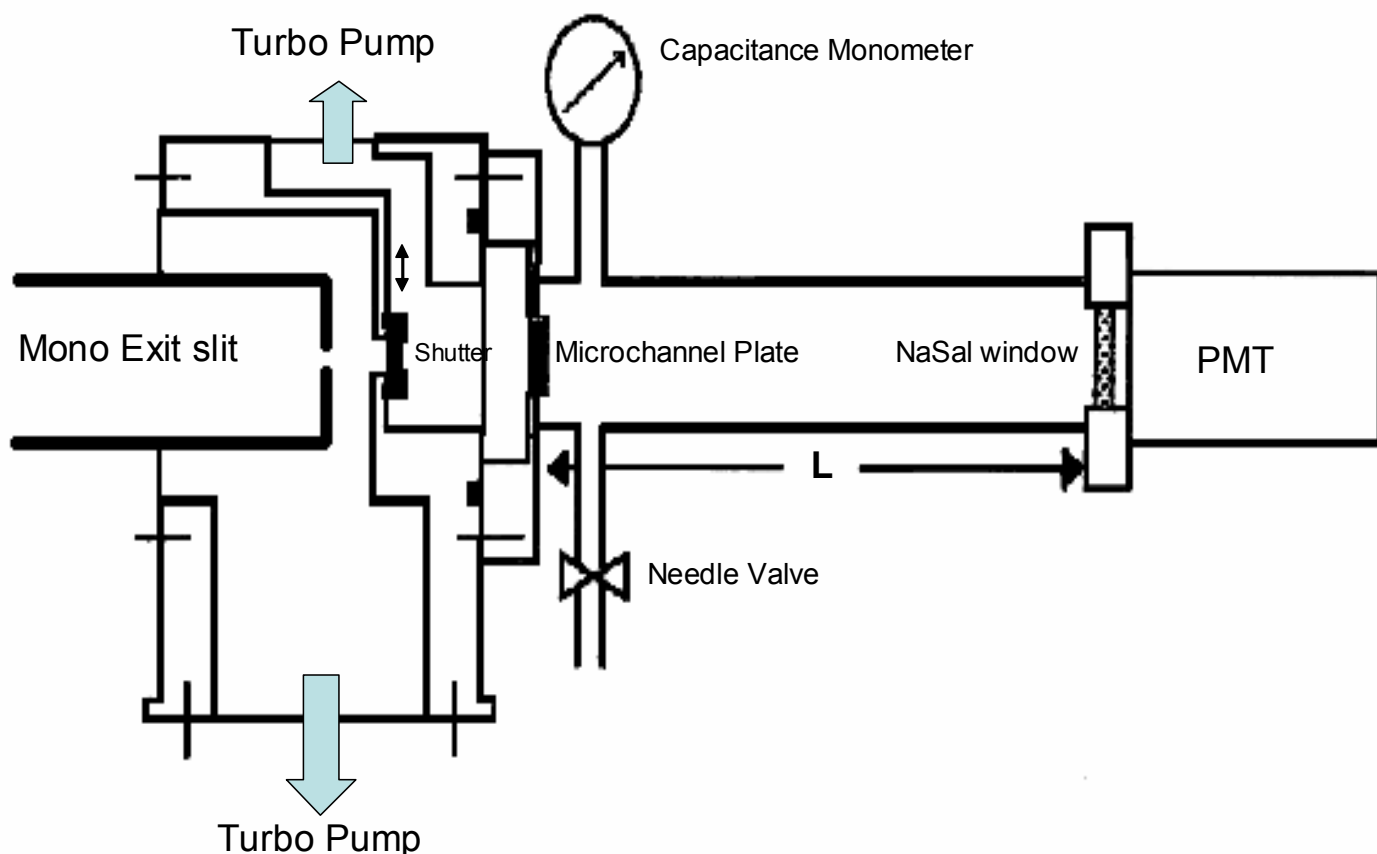 Turbo Pump
Capacitance Monometer
Mono Exit slit
Shutter
Microchannel Plate
NaSal window
PMT
L
Needle Valve
Turbo Pump